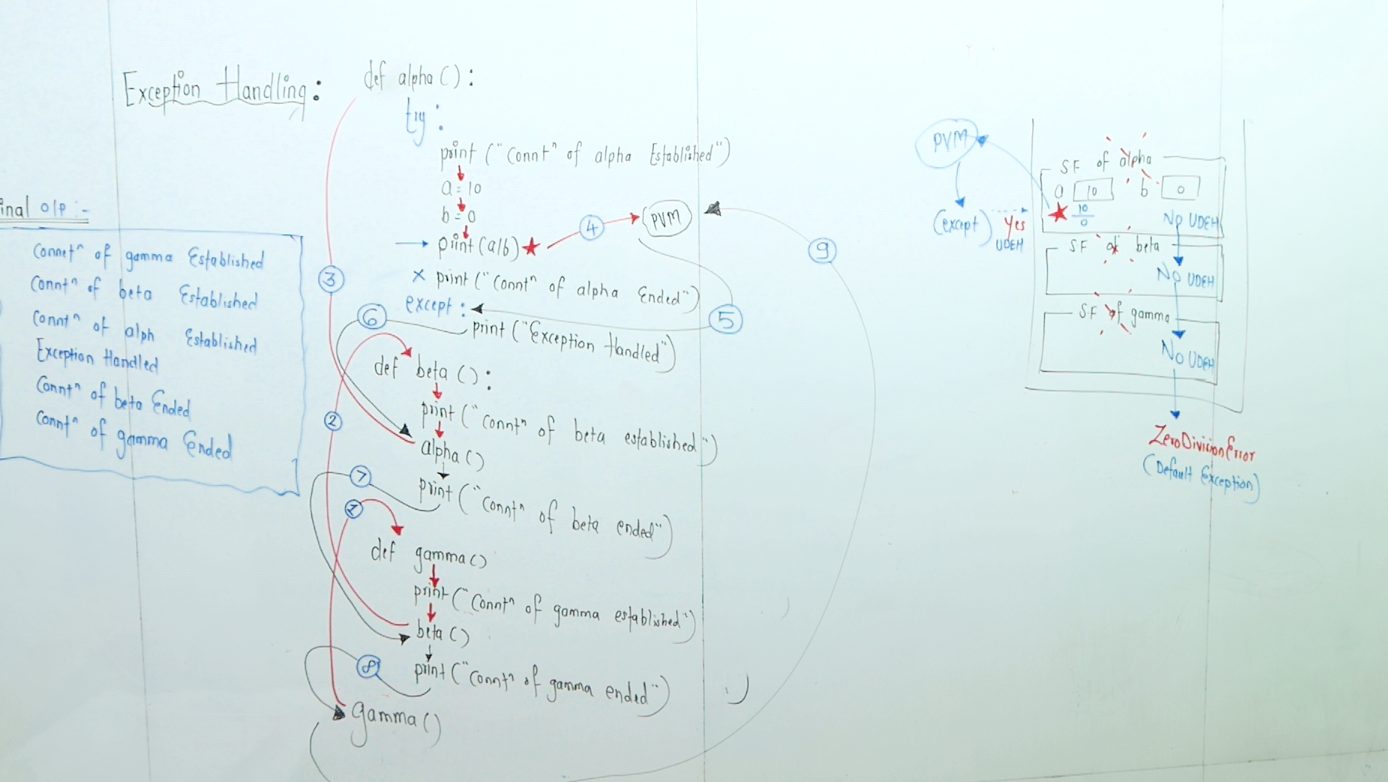 Exception Handling:
inal O/P :-
Connt^n of gamma Established
Connt^n of beta Established
Connt^n of alph Established
Exception Handled
Connt^n of beta Ended
Connt^n of gamma Ended
def alpha():
try:
print("Connt^n of alpha Established")
a=10
b=0
print(a/b)
x print("Connt^n of alpha Ended")
except:
print("Exception Handled")
def beta():
print("Connt^n of beta established")
alpha()
print("Connt^n of beta ended")
def gamma()
print("Connt^n of gamma established")
beta()
print("Connt^n of gamma ended")
gamma()
1
2
3
4
PVM
5
6
7
8
9
PVM
(except) Yes
UDEH
SF of alpha
a 10 b 0
10
0
No UDEH
SF of beta
No UDEH
SF of gamma
No UDEH
ZeroDivisionError
(Default Exception)